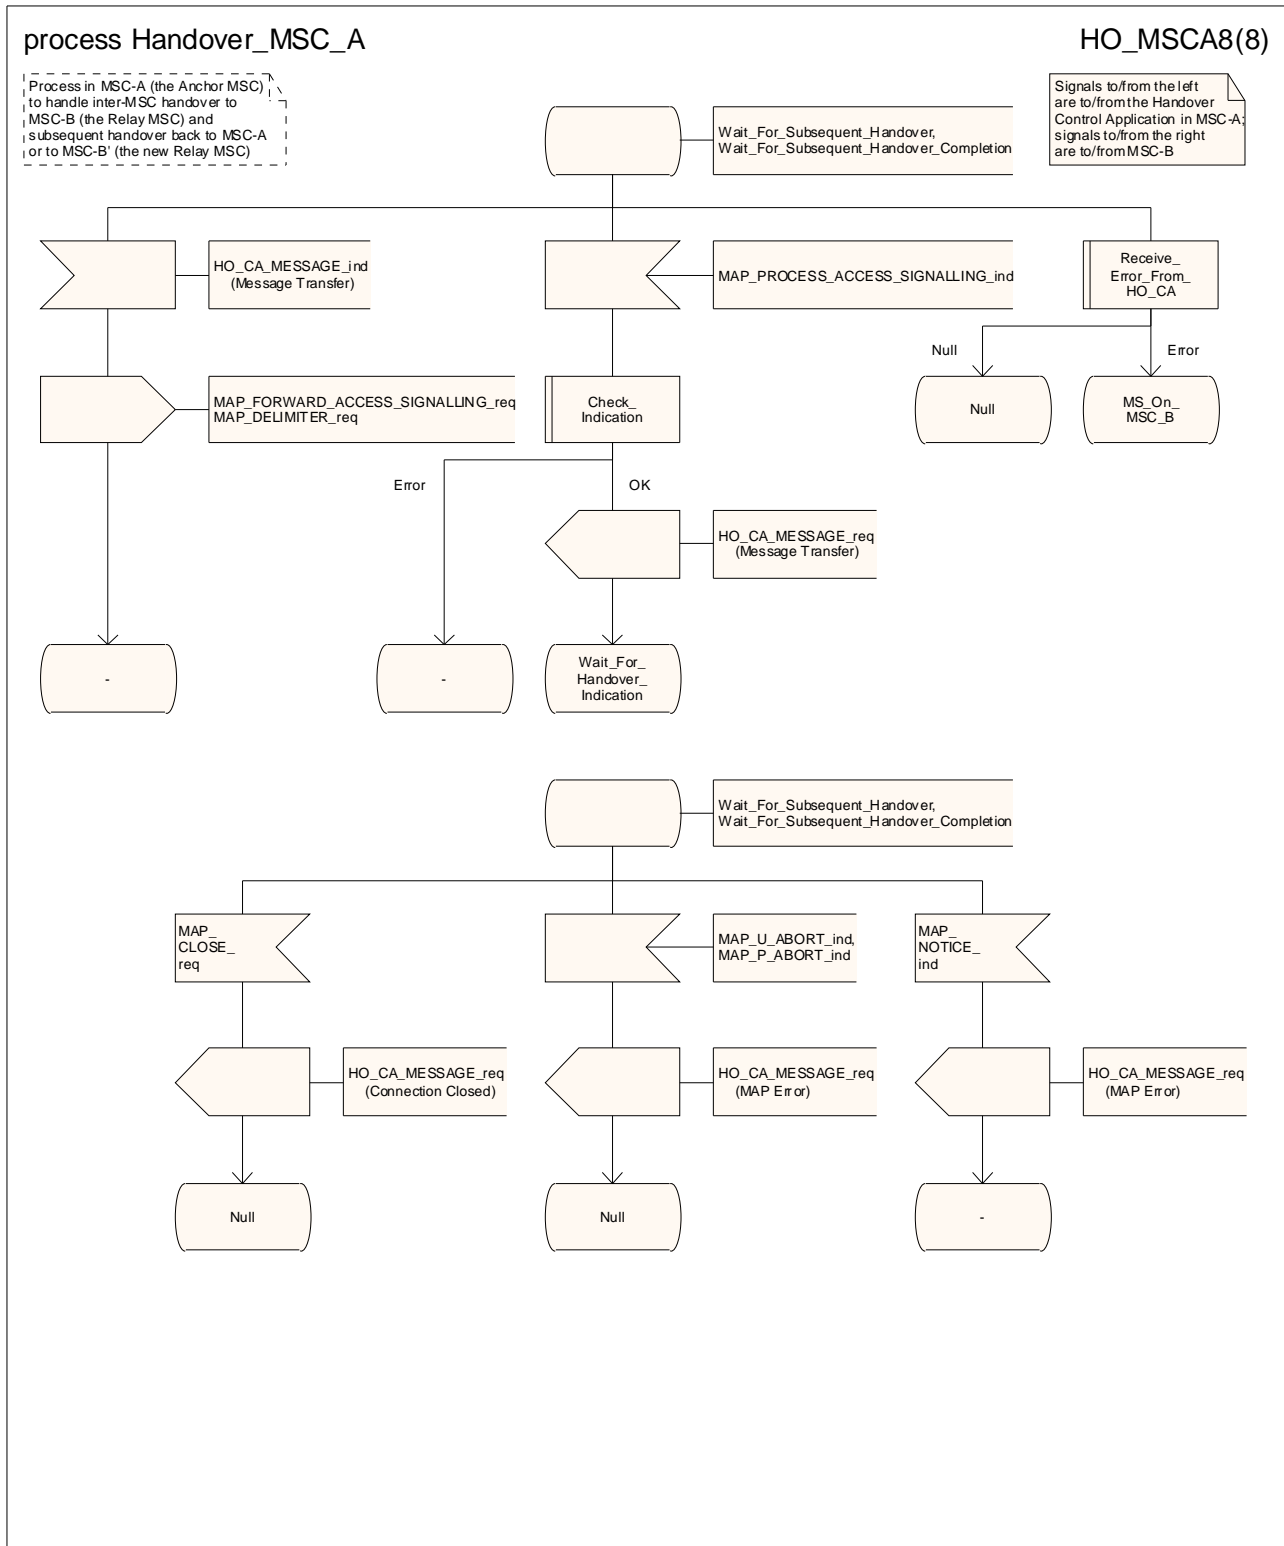 process Handover_MSC_A
HO_MSCA8(8)
Process in MSC-A (the Anchor MSC)
to handle inter-MSC handover to
MSC-B (the Relay MSC) and
subsequent handover back to MSC-A
or to MSC-B' (the new Relay MSC)
Signals to/from the left
are to/from the Handover
Control Application in MSC-A;
signals to/from the right
are to/from MSC-B
Wait_For_Subsequent_Handover,
Wait_For_Subsequent_Handover_Completion
HO_CA_MESSAGE_ind
(Message Transfer)
MAP_PROCESS_ACCESS_SIGNALLING_ind
Receive_
Error_From_
HO_CA
Null
Error
MAP_FORWARD_ACCESS_SIGNALLING_req
MAP_DELIMITER_req
Check_
Indication
Null
MS_On_
MSC_B
Error
OK
HO_CA_MESSAGE_req
(Message Transfer)
-
-
Wait_For_
Handover_
Indication
Wait_For_Subsequent_Handover,
Wait_For_Subsequent_Handover_Completion
MAP_
CLOSE_
req
MAP_U_ABORT_ind,
MAP_P_ABORT_ind
MAP_
NOTICE_
ind
HO_CA_MESSAGE_req
(Connection Closed)
HO_CA_MESSAGE_req
(MAP Error)
HO_CA_MESSAGE_req
(MAP Error)
Null
Null
-